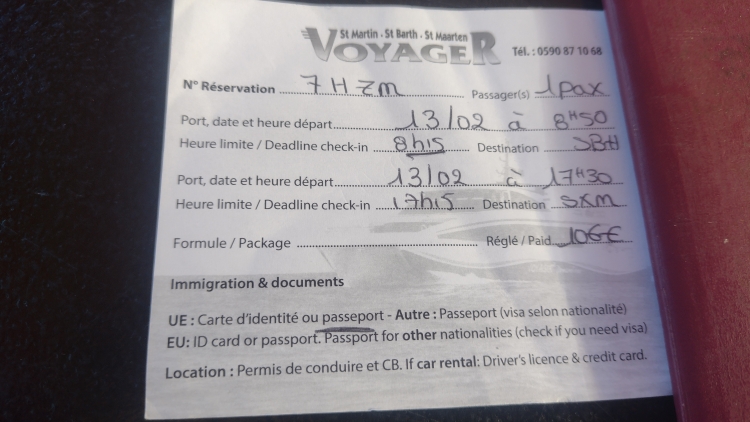 St Martin . St Barth . St Maarten
VOYAGER Tél. : 0590 87 10 68
N° Réservation 7HZM Passager(s) 1pax
Port, date et heure départ 13/02 à 8H50
Heure limite / Deadline check-in 8h15 Destination SBH
Port, date et heure départ 13/02 à 17H30
Heure limite / Deadline check-in 17h15 Destination SXM
Formule / Package Réglé / Paid 106€
Immigration & documents
UE : Carte d'identité ou passeport - Autre : Passeport (visa selon nationalité)
EU: ID card or passport. Passport for other nationalities (check if you need visa)
Location : Permis de conduire et CB. If car rental: Driver's licence & credit card.